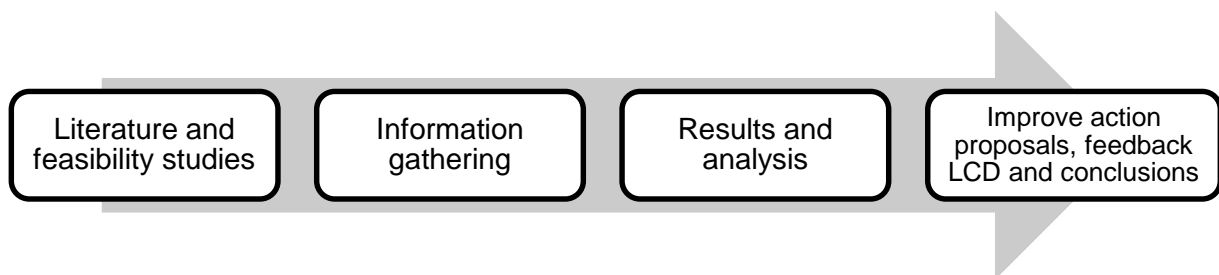 Literature and
feasibility studies
Information
gathering
Results and
analysis
Improve action
proposals, feedback
LCD and conclusions